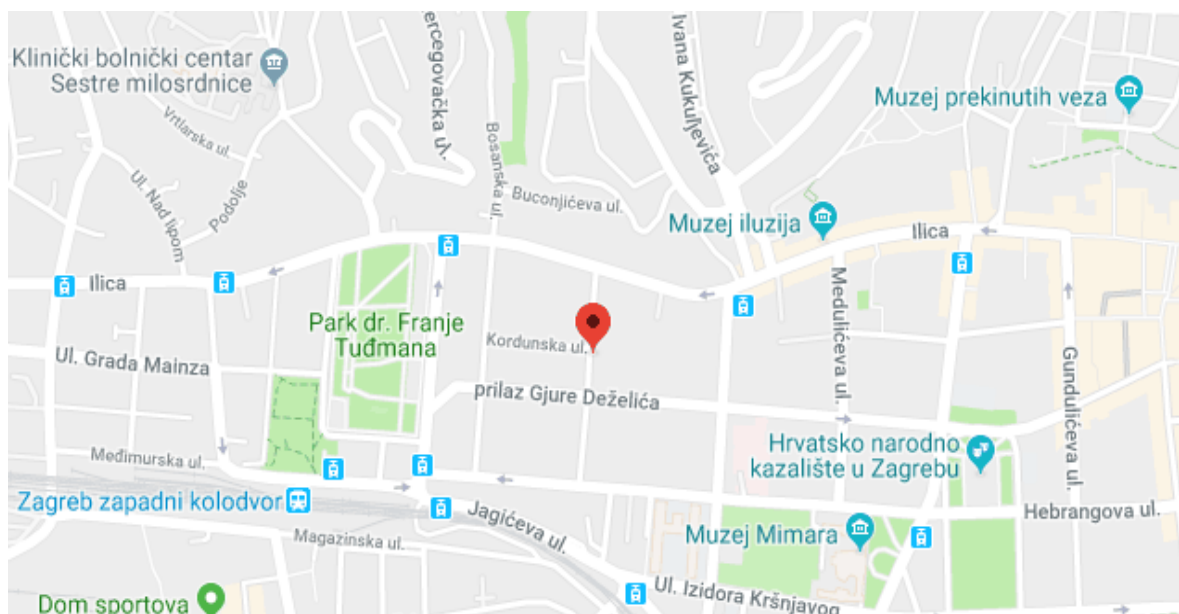 Klinički bolnički centar
Sestre milosrdnice
ercegovačka ul.
Ivana Kukuljevića
Muzej prekinutih veza
Vrtlarska ul.
Bosanska ul.
Ul. Nad lipom
Podolje
Buconjićeva ul.
Muzej iluzija
Ilica
Ilica
Medulićeva ul.
Park dr. Franje
Tuđmana
Kordunska ul.
Ul. Grada Mainza
Gundulićeva ul.
prilaz Gjure Deželića
Hrvatsko narodno
kazalište u Zagrebu
Međimurska ul.
Zagreb zapadni kolodvor
Jagićeva ul.
Hebrangova ul.
Magazinska ul.
Muzej Mimara
Ul. Izidora Kršnjavog
Dom sportova